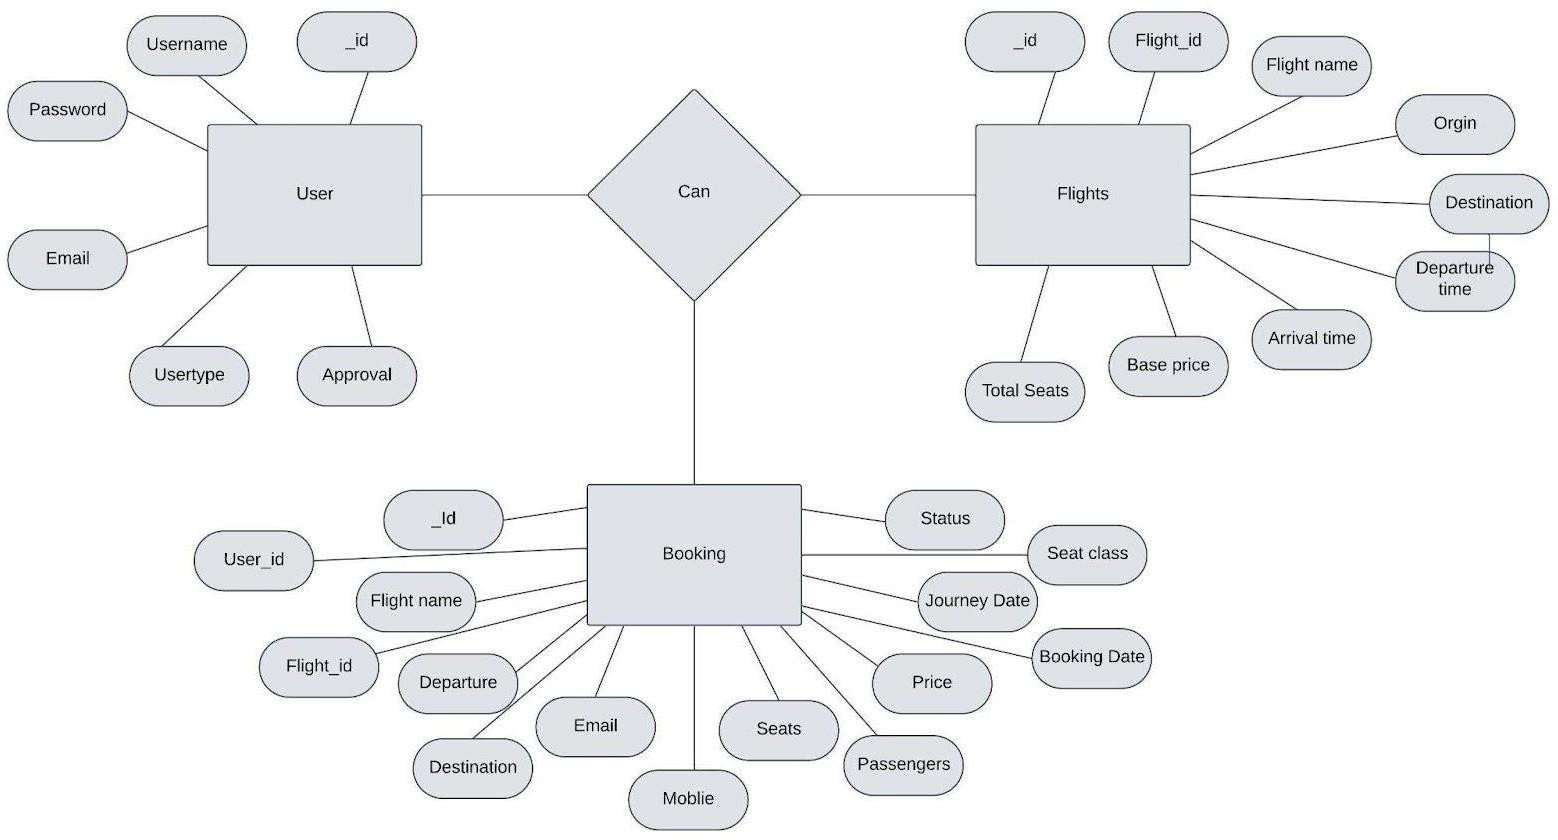 Username
_id
Password
User
Email
Usertype
Approval
Can
_id
Flight_id
Flight name
Orgin
Flights
Destination
Departure
time
Arrival time
Base price
Total Seats
_Id
Status
User_id
Booking
Seat class
Flight name
Journey Date
Flight_id
Booking Date
Departure
Price
Email
Seats
Destination
Passengers
Moblie